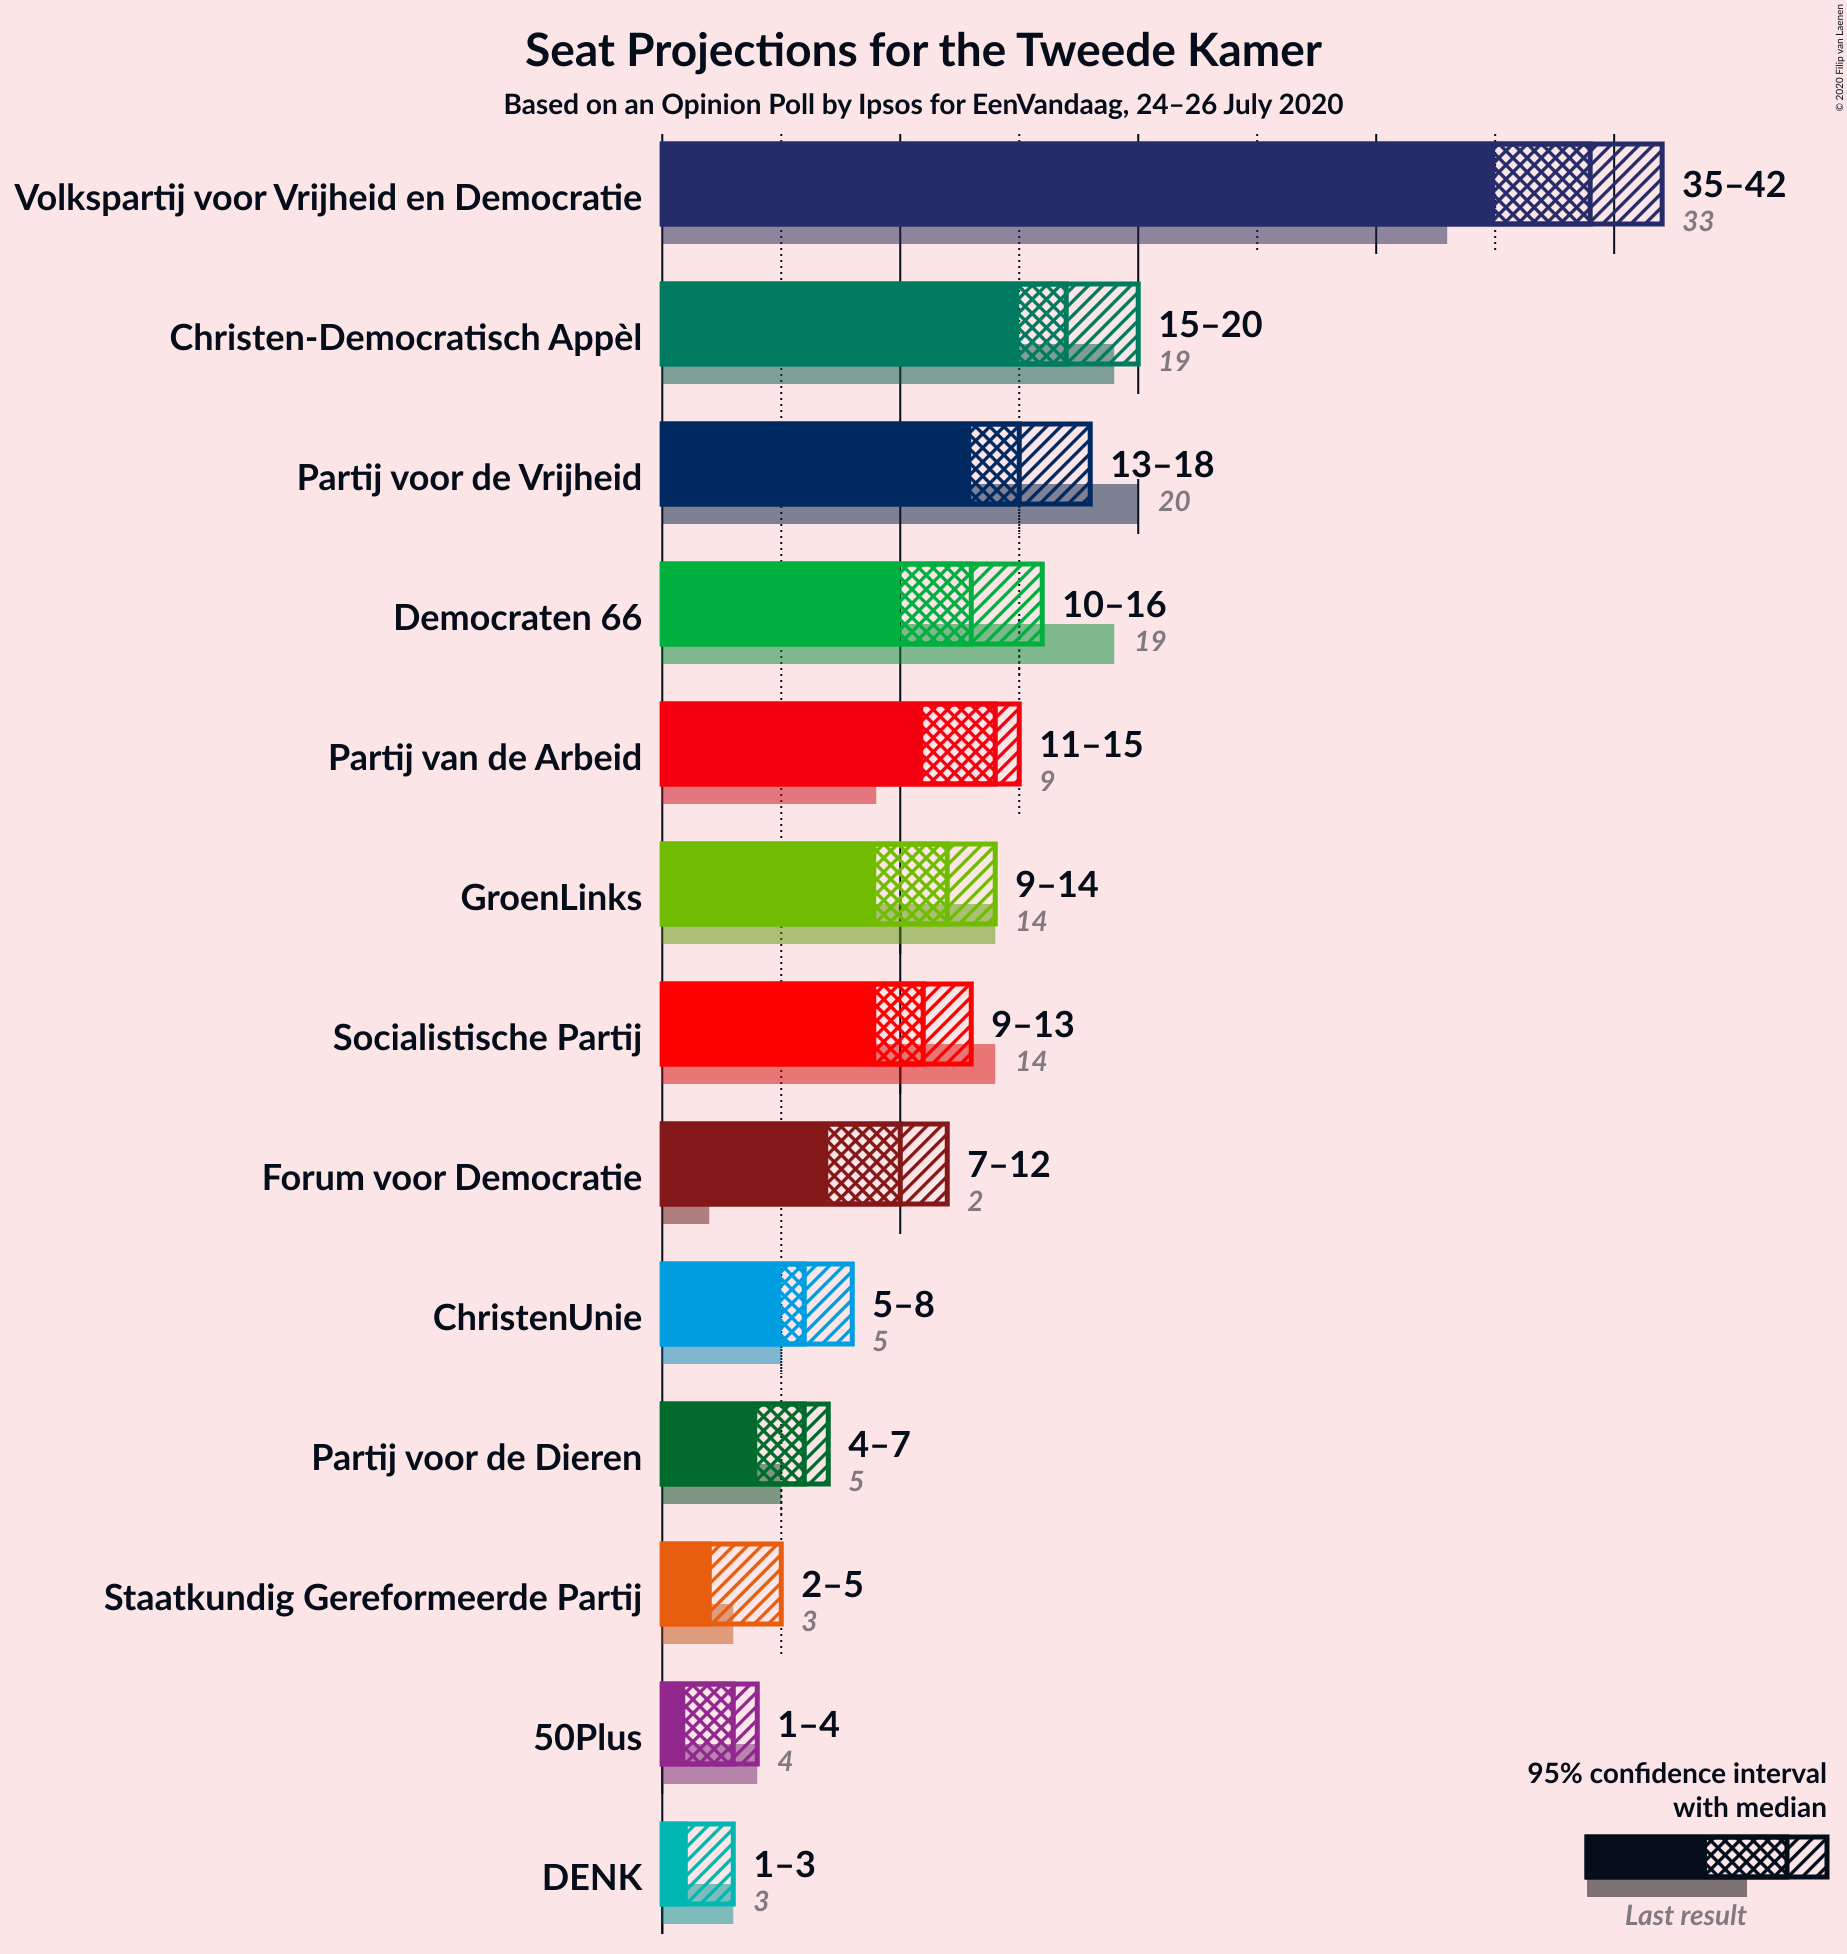 Seat Projections for the Tweede Kamer
Based on an Opinion Poll by Ipsos for EenVandaag, 24–26 July 2020
© 2020 Filip van Laenen
Volkspartij voor Vrijheid en Democratie
35–42
33
Christen-Democratisch Appèl
15–20
19
Partij voor de Vrijheid
13–18
20
Democraten 66
10–16
19
Partij van de Arbeid
11–15
9
GroenLinks
9–14
14
Socialistische Partij
9–13
14
Forum voor Democratie
7–12
2
ChristenUnie
5–8
5
Partij voor de Dieren
4–7
5
Staatkundig Gereformeerde Partij
2–5
3
50Plus
1–4
4
DENK
1–3
3
95% confidence interval
with median
Last result